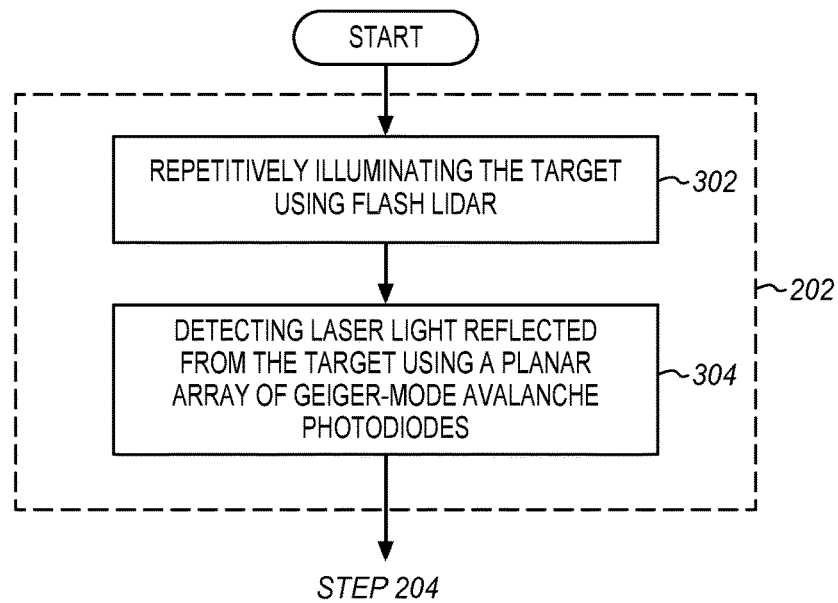 START
REPETITIVELY ILLUMINATING THE TARGET
USING FLASH LIDAR
302
202
DETECTING LASER LIGHT REFLECTED
FROM THE TARGET USING A PLANAR
ARRAY OF GEIGER-MODE AVALANCHE
PHOTODIODES
304
STEP 204